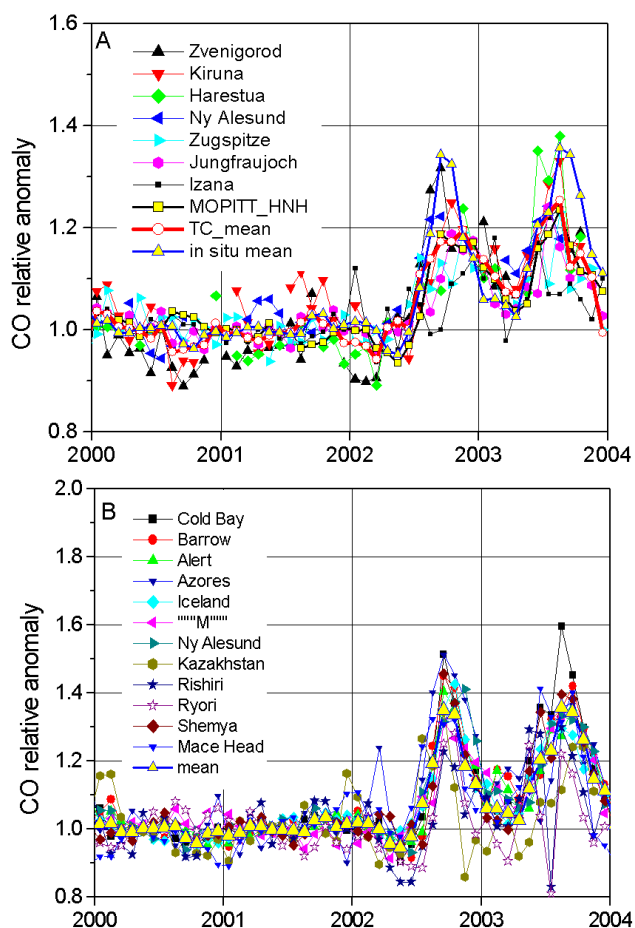 1.6
A
Zvenigorod
Kiruna
Harestua
Ny Alesund
Zugspitze
Jungfraujoch
Izana
MOPITT_HNH
TC_mean
in situ mean
1.4
1.2
1.0
0.8
CO relative anomaly
2000 2001 2002 2003 2004
2.0
B
Cold Bay
Barrow
Alert
Azores
Iceland
""""M""""
Ny Alesund
Kazakhstan
Rishiri
Ryori
Shemya
Mace Head
mean
1.8
1.6
1.4
1.2
1.0
0.8
CO relative anomaly
2000 2001 2002 2003 2004